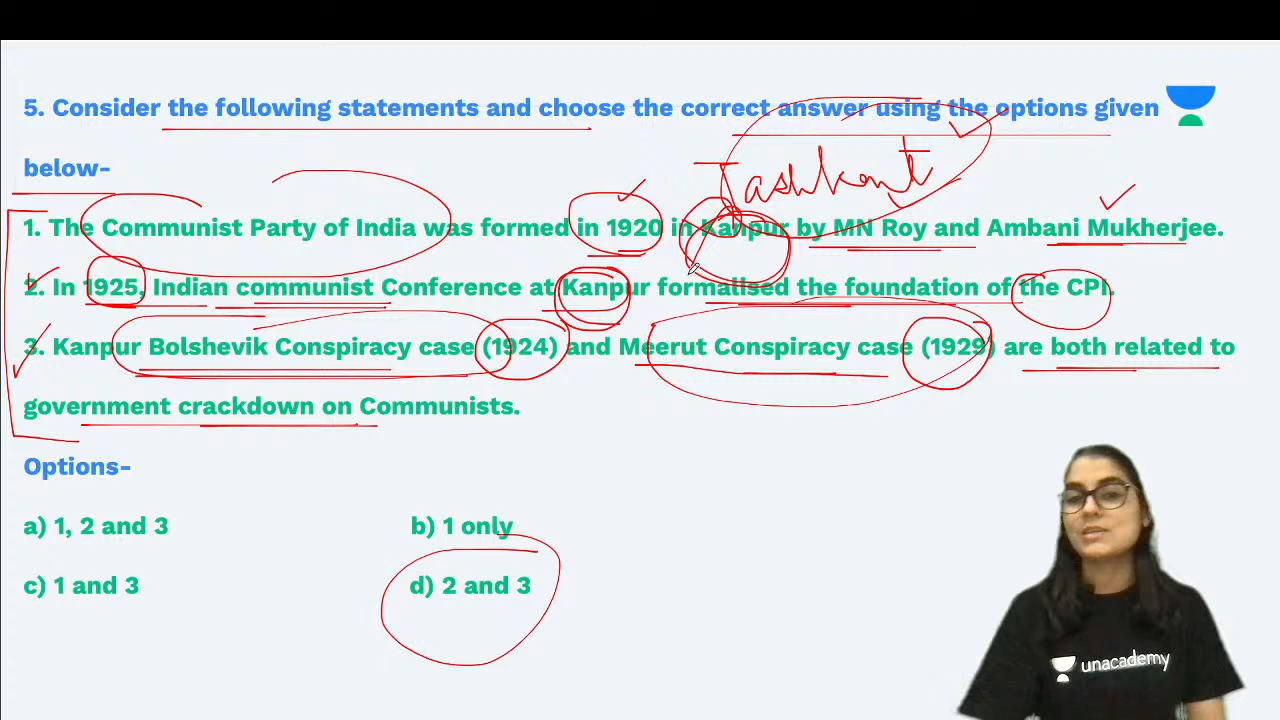 5. Consider the following statements and choose the correct answer using the options given
below-
Tashkent
1. The Communist Party of India was formed in 1920 in Kanpur by MN Roy and Ambani Mukherjee.
2. In 1925, Indian communist Conference at Kanpur formalised the foundation of the CPI.
3. Kanpur Bolshevik Conspiracy case (1924) and Meerut Conspiracy case (1929) are both related to
government crackdown on Communists.
Options-
a) 1, 2 and 3
b) 1 only
c) 1 and 3
d) 2 and 3
unacademy